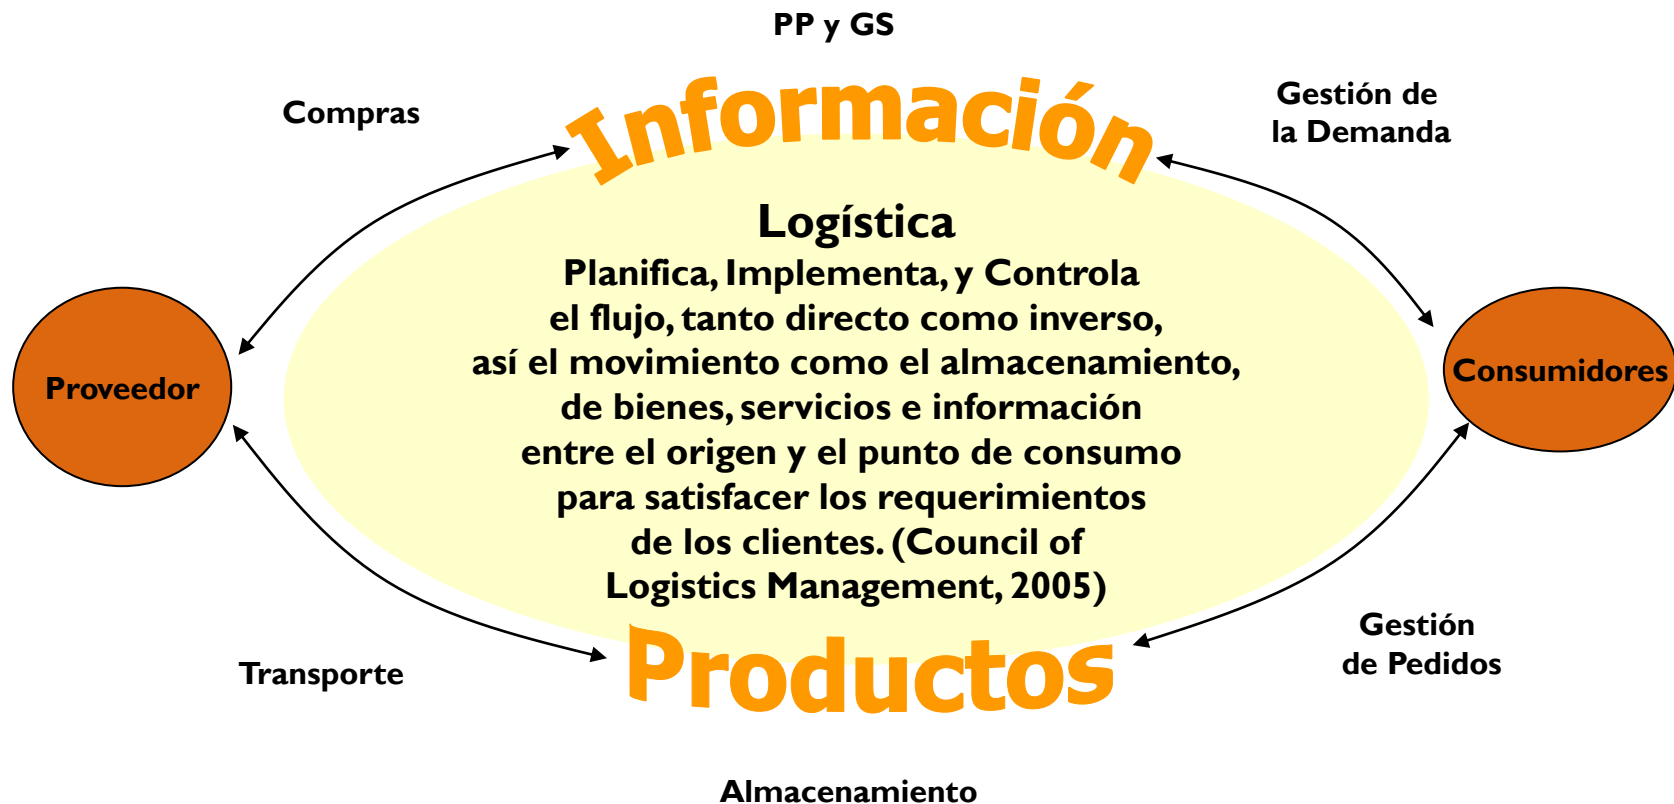 PP y GS
Información
Compras
Gestión de
la Demanda
Logística
Planifica, Implementa, y Controla
el flujo, tanto directo como inverso,
así el movimiento como el almacenamiento,
de bienes, servicios e información
entre el origen y el punto de consumo
para satisfacer los requerimientos
de los clientes. (Council of
Logistics Management, 2005)
Proveedor
Consumidores
Productos
Transporte
Gestión
de Pedidos
Almacenamiento